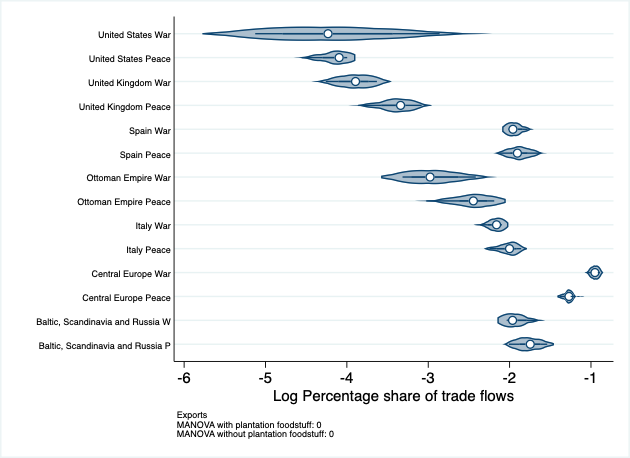 United States War
United States Peace
United Kingdom War
United Kingdom Peace
Spain War
Spain Peace
Ottoman Empire War
Ottoman Empire Peace
Italy War
Italy Peace
Central Europe War
Central Europe Peace
Baltic, Scandinavia and Russia W
Baltic, Scandinavia and Russia P
-6 -5 -4 -3 -2 -1
Log Percentage share of trade flows
Exports
MANOVA with plantation foodstuff: 0
MANOVA without plantation foodstuff: 0